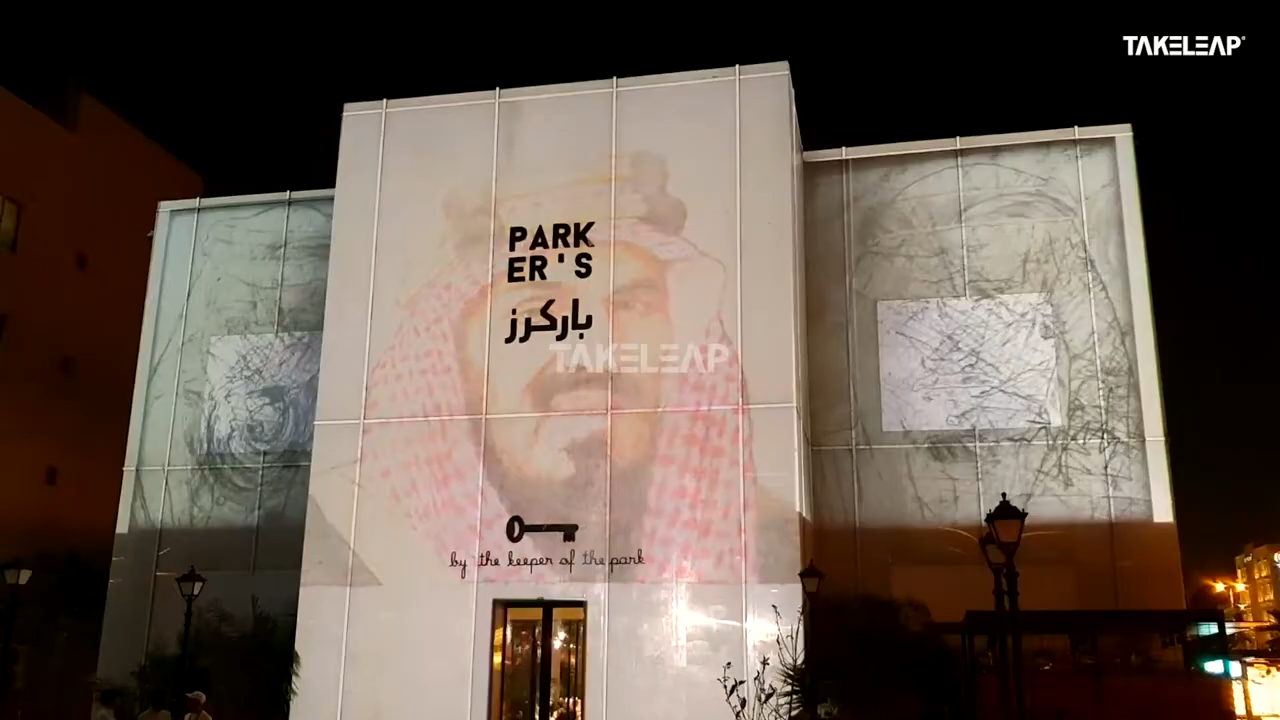 TAKELEAP
PARK
ER'S
باركرز
TAKELEAP
by the keeper of the park